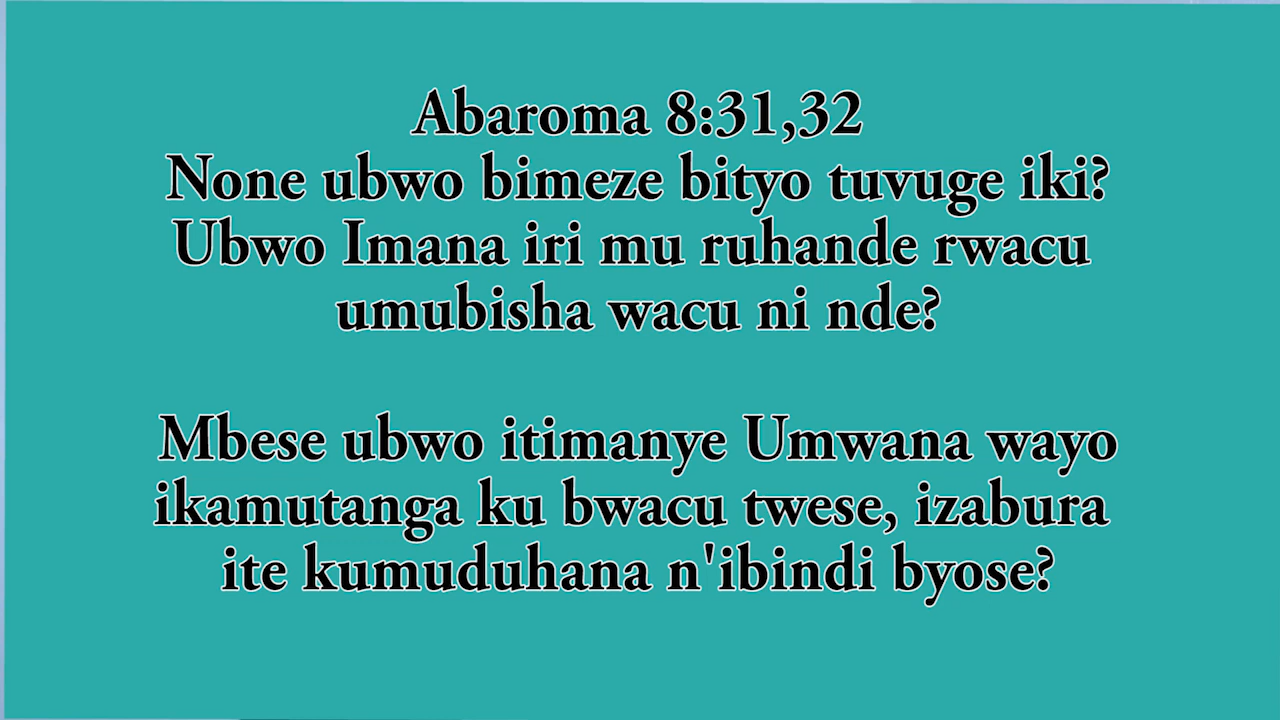 Abaroma 8:31,32
None ubwo bimeze bityo tuvuge iki?
Ubwo Imana iri mu ruhande rwacu
umubisha wacu ni nde?
Mbese ubwo itimanye Umwana wayo
ikamutanga ku bwacu twese, izabura
ite kumuduhana n'ibindi byose?